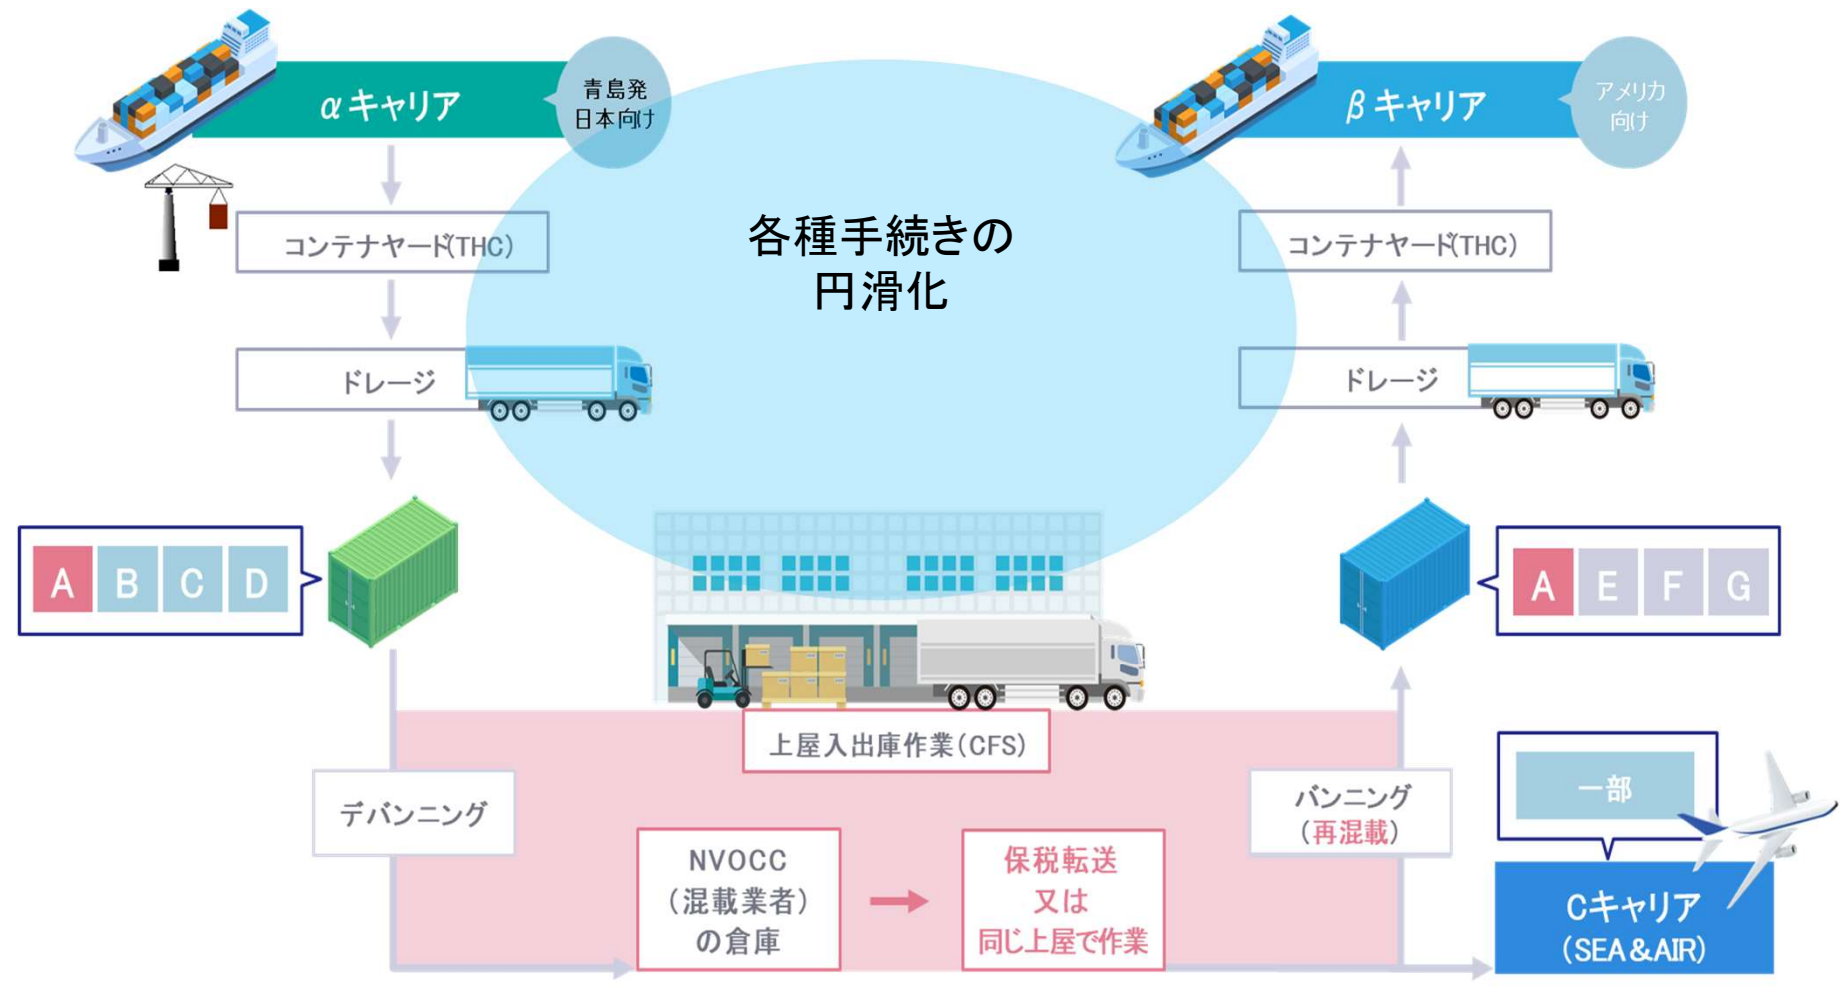 αキャリア
青島発
日本向け
コンテナヤード(THC)
ドレージ
A B C D
各種手続きの
円滑化
βキャリア
アメリカ
向け
コンテナヤード(THC)
ドレージ
A E F G
上屋入出庫作業(CFS)
デバンニング
NVOCC
(混載業者)
の倉庫
保税転送
又は
同じ上屋で作業
バンニング
(再混載)
一部
Cキャリア
(SEA&AIR)